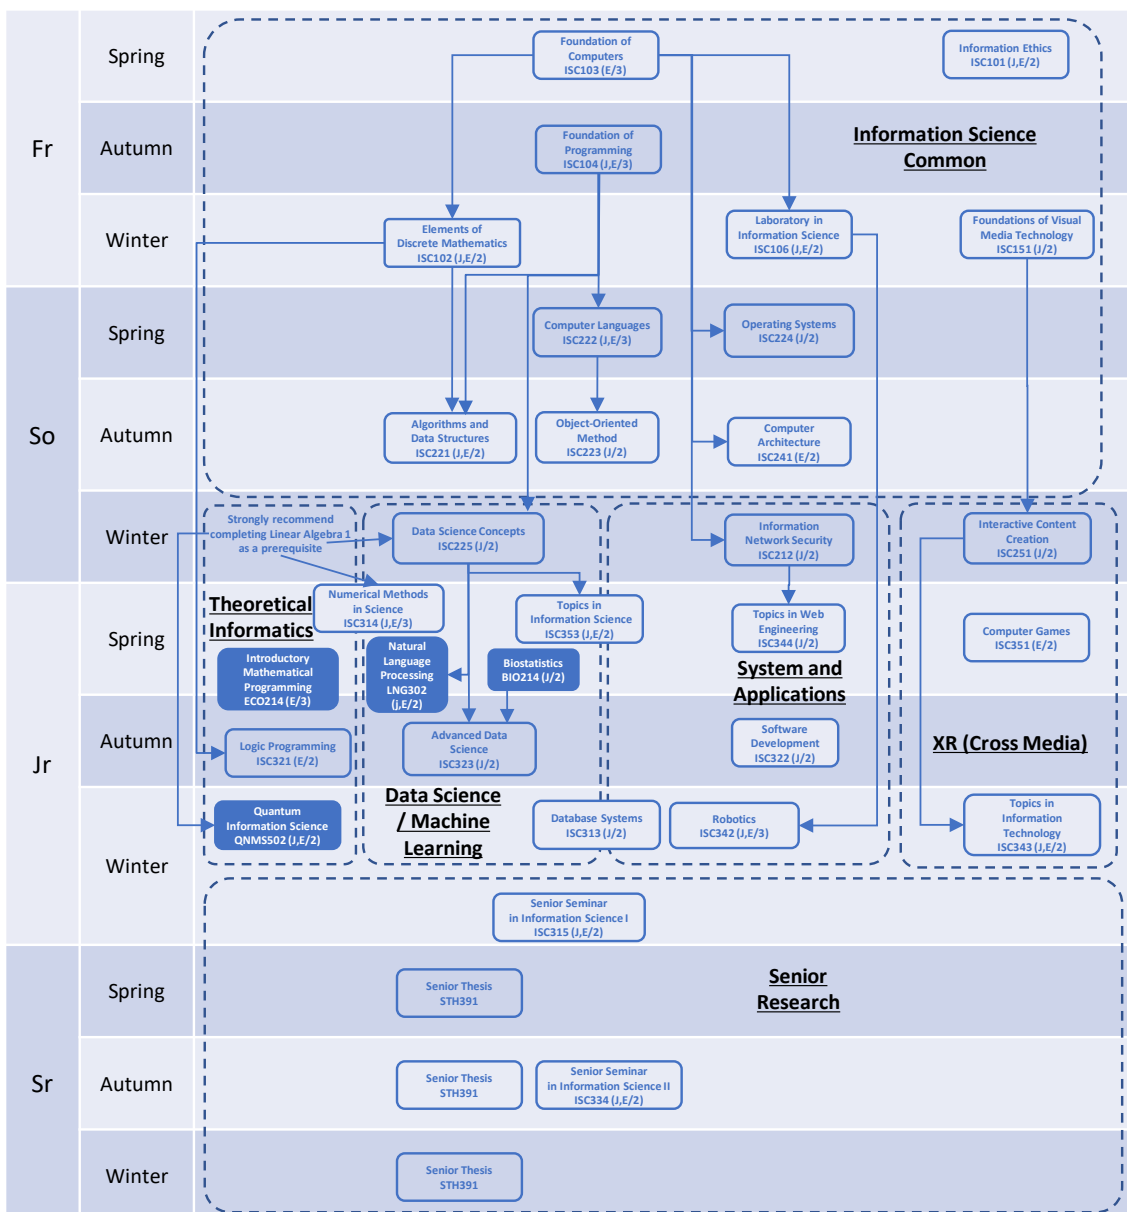 Fr
Spring
Foundation of
Computers
ISC103 (E/3)
Information Ethics
ISC101 (J,E/2)
Autumn
Foundation of
Programming
ISC104 (J,E/3)
Information Science
Common
Winter
Elements of
Discrete Mathematics
ISC102 (J,E/2)
Laboratory in
Information Science
ISC106 (J,E/2)
Foundations of Visual
Media Technology
ISC151 (J/2)
So
Spring
Computer Languages
ISC222 (J,E/3)
Operating Systems
ISC224 (J/2)
Autumn
Algorithms and
Data Structures
ISC221 (J,E/2)
Object-Oriented
Method
ISC223 (J/2)
Computer
Architecture
ISC241 (E/2)
Winter
Strongly recommend
completing Linear Algebra 1
as a prerequisite
Data Science Concepts
ISC225 (J/2)
Information
Network Security
ISC212 (J/2)
Interactive Content
Creation
ISC251 (J/2)
Jr
Spring
Theoretical
Informatics
Numerical Methods
in Science
ISC314 (J,E/3)
Topics in
Information Science
ISC353 (J,E/2)
Topics in Web
Engineering
ISC344 (J/2)
Computer Games
ISC351 (E/2)
Introductory
Mathematical
Programming
ECO214 (E/3)
Natural
Language
Processing
LNG302
(j,E/2)
Biostatistics
BIO214 (J/2)
System and
Applications
Autumn
Logic Programming
ISC321 (E/2)
Advanced Data
Science
ISC323 (J/2)
Software
Development
ISC322 (J/2)
XR (Cross Media)
Winter
Quantum
Information Science
QNMS502 (J,E/2)
Data Science
/ Machine
Learning
Database Systems
ISC313 (J/2)
Robotics
ISC342 (J,E/3)
Topics in
Information
Technology
ISC343 (J,E/2)
Senior Seminar
in Information Science I
ISC315 (J,E/2)
Sr
Spring
Senior Thesis
STH391
Senior
Research
Autumn
Senior Thesis
STH391
Senior Seminar
in Information Science II
ISC334 (J,E/2)
Winter
Senior Thesis
STH391